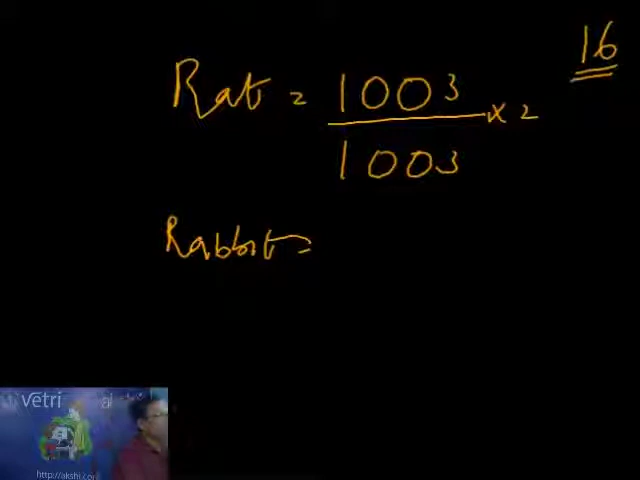 16
Rat = 1003
× 2
1003
Rabbit =
vetri
http://akshi.com